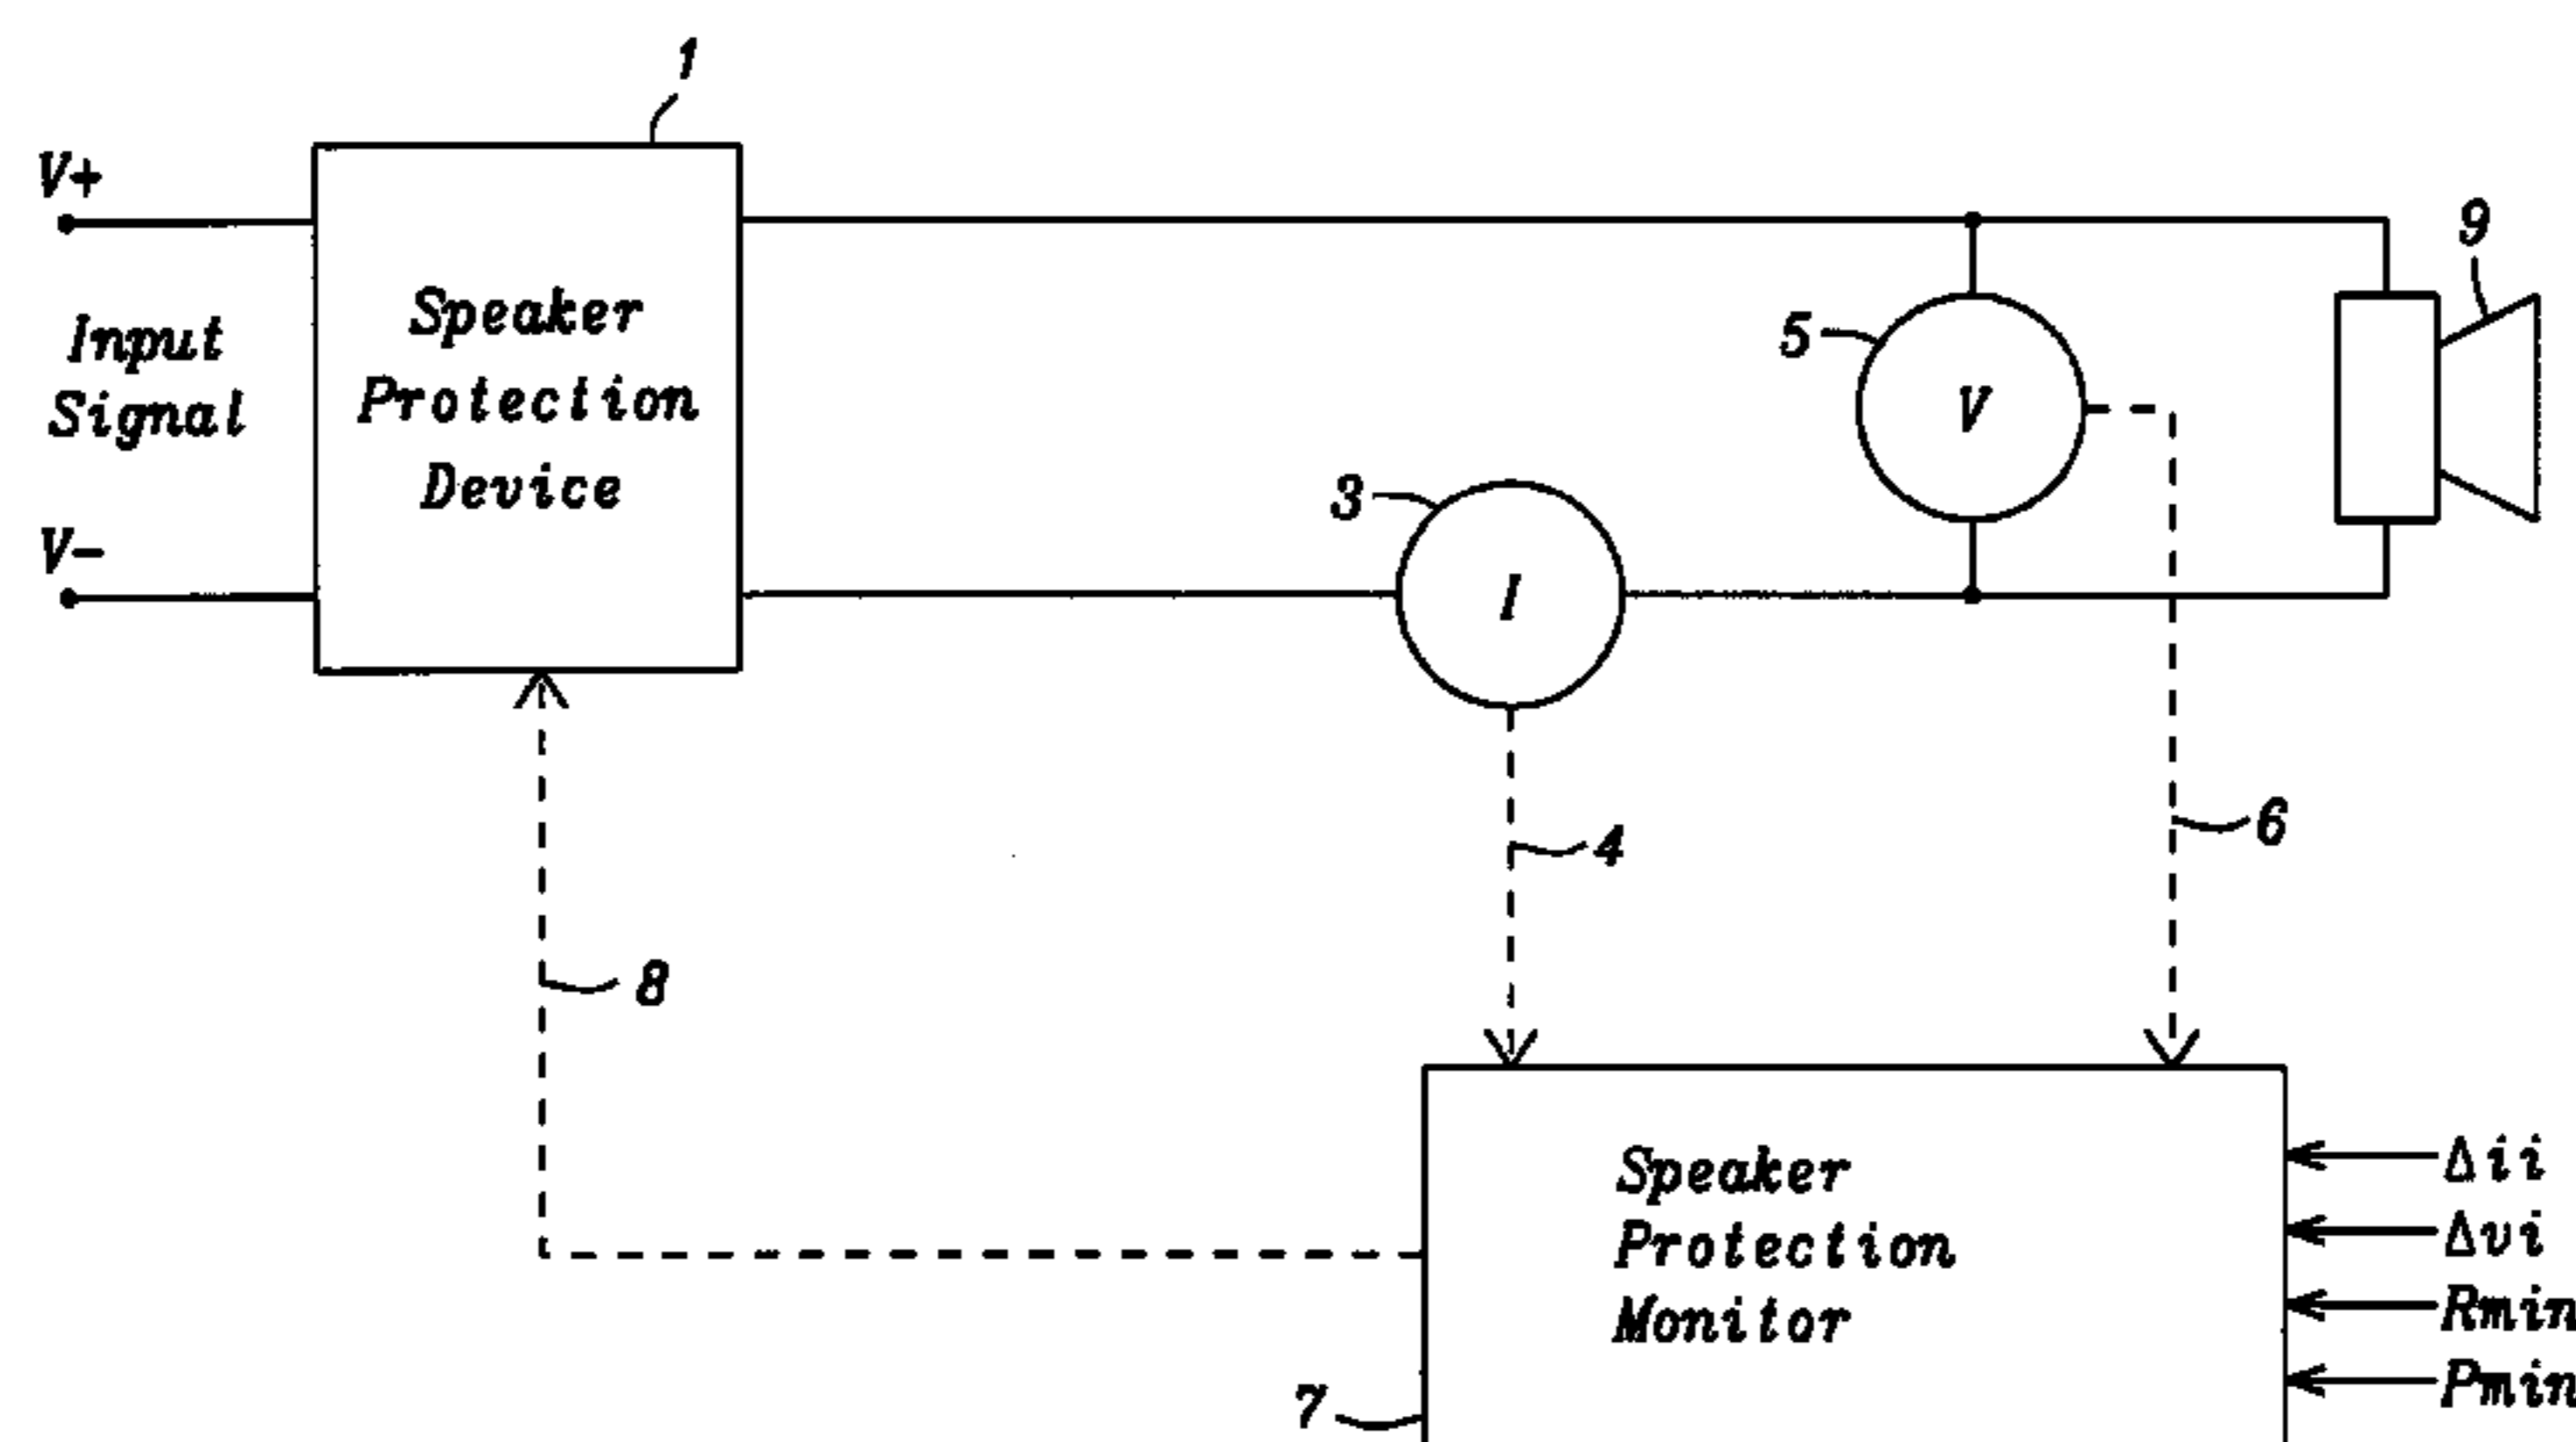 1
V+
Input
Signal
V-
Speaker
Protection
Device
9
5
V
3
I
4
6
8
Speaker
Protection
Monitor
7
Δii
Δvi
Rmin
Pmin